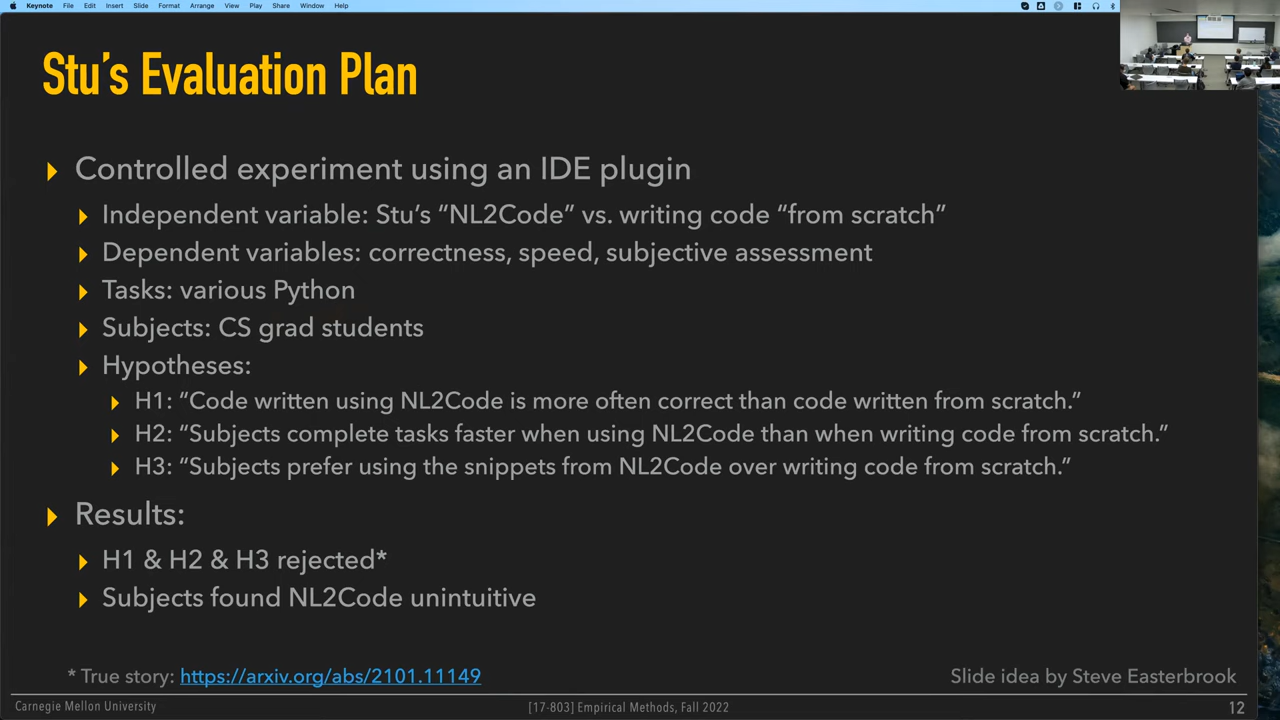 Keynote File Edit Insert Slide Format Arrange View Play Share Window Help
Stu's Evaluation Plan
Controlled experiment using an IDE plugin
Independent variable: Stu's “NL2Code” vs. writing code “from scratch”
Dependent variables: correctness, speed, subjective assessment
Tasks: various Python
Subjects: CS grad students
Hypotheses:
H1: “Code written using NL2Code is more often correct than code written from scratch.”
H2: “Subjects complete tasks faster when using NL2Code than when writing code from scratch.”
H3: “Subjects prefer using the snippets from NL2Code over writing code from scratch.”
Results:
H1 & H2 & H3 rejected*
Subjects found NL2Code unintuitive
* True story: https://arxiv.org/abs/2101.11149
Slide idea by Steve Easterbrook
Carnegie Mellon University
[17-803] Empirical Methods, Fall 2022
12